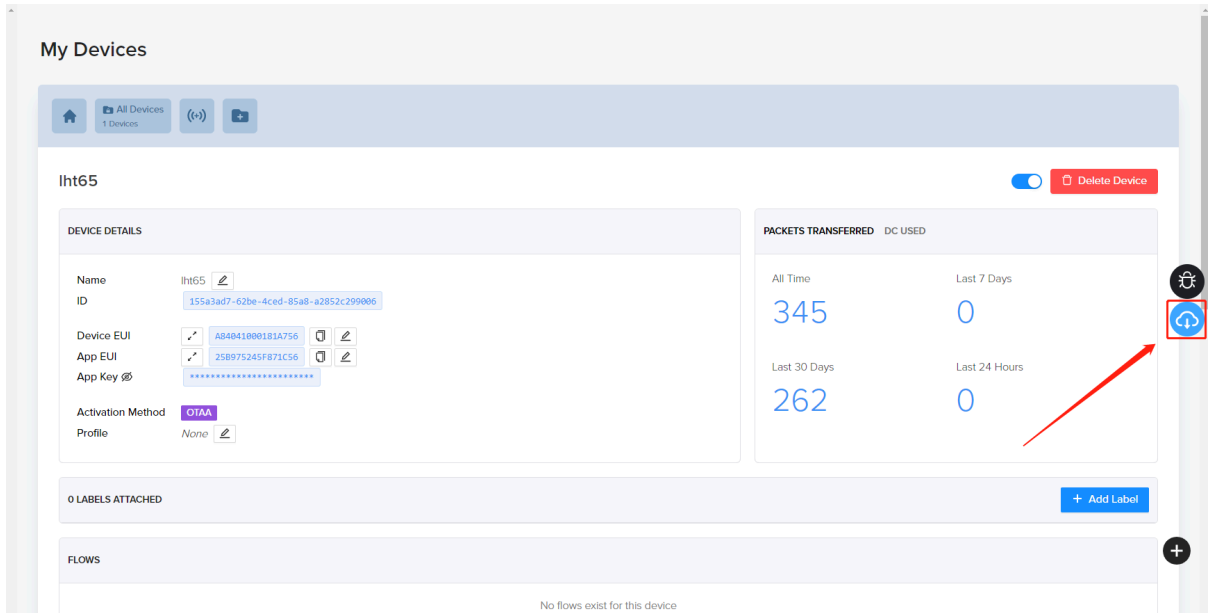 My Devices
All Devices
1 Devices
lht65
Delete Device
DEVICE DETAILS
Name lht65
ID 155a3ad7-62be-4ced-85a8-a2852c299006
Device EUI A84041000181A756
App EUI 25B975245F871C56
App Key ************************
Activation Method OTAA
Profile None
PACKETS TRANSFERRED DC USED
All Time Last 7 Days
345 0
Last 30 Days Last 24 Hours
262 0
0 LABELS ATTACHED
+ Add Label
FLOWS
No flows exist for this device